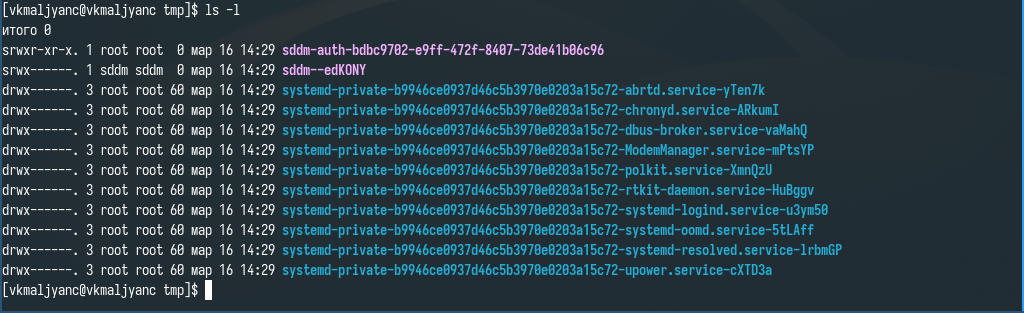 [vkmaljyanc@vkmaljyanc tmp]$ ls -l
итого 0
srwxr-xr-x. 1 root root  0 мар 16 14:29 sddm-auth-bdbc9702-e9ff-472f-8407-73de41b06c96
srwx------. 1 sddm sddm  0 мар 16 14:29 sddm--edKONY
drwx------. 3 root root 60 мар 16 14:29 systemd-private-b9946ce0937d46c5b3970e0203a15c72-abrtd.service-yTen7k
drwx------. 3 root root 60 мар 16 14:29 systemd-private-b9946ce0937d46c5b3970e0203a15c72-chronyd.service-ARkumI
drwx------. 3 root root 60 мар 16 14:29 systemd-private-b9946ce0937d46c5b3970e0203a15c72-dbus-broker.service-vaMahQ
drwx------. 3 root root 60 мар 16 14:29 systemd-private-b9946ce0937d46c5b3970e0203a15c72-ModemManager.service-mPtsYP
drwx------. 3 root root 60 мар 16 14:29 systemd-private-b9946ce0937d46c5b3970e0203a15c72-polkit.service-XmnQzU
drwx------. 3 root root 60 мар 16 14:29 systemd-private-b9946ce0937d46c5b3970e0203a15c72-rtkit-daemon.service-HuBggv
drwx------. 3 root root 60 мар 16 14:29 systemd-private-b9946ce0937d46c5b3970e0203a15c72-systemd-logind.service-u3ym50
drwx------. 3 root root 60 мар 16 14:29 systemd-private-b9946ce0937d46c5b3970e0203a15c72-systemd-oomd.service-5tLAff
drwx------. 3 root root 60 мар 16 14:29 systemd-private-b9946ce0937d46c5b3970e0203a15c72-systemd-resolved.service-lrbmGP
drwx------. 3 root root 60 мар 16 14:29 systemd-private-b9946ce0937d46c5b3970e0203a15c72-upower.service-cXTD3a
[vkmaljyanc@vkmaljyanc tmp]$